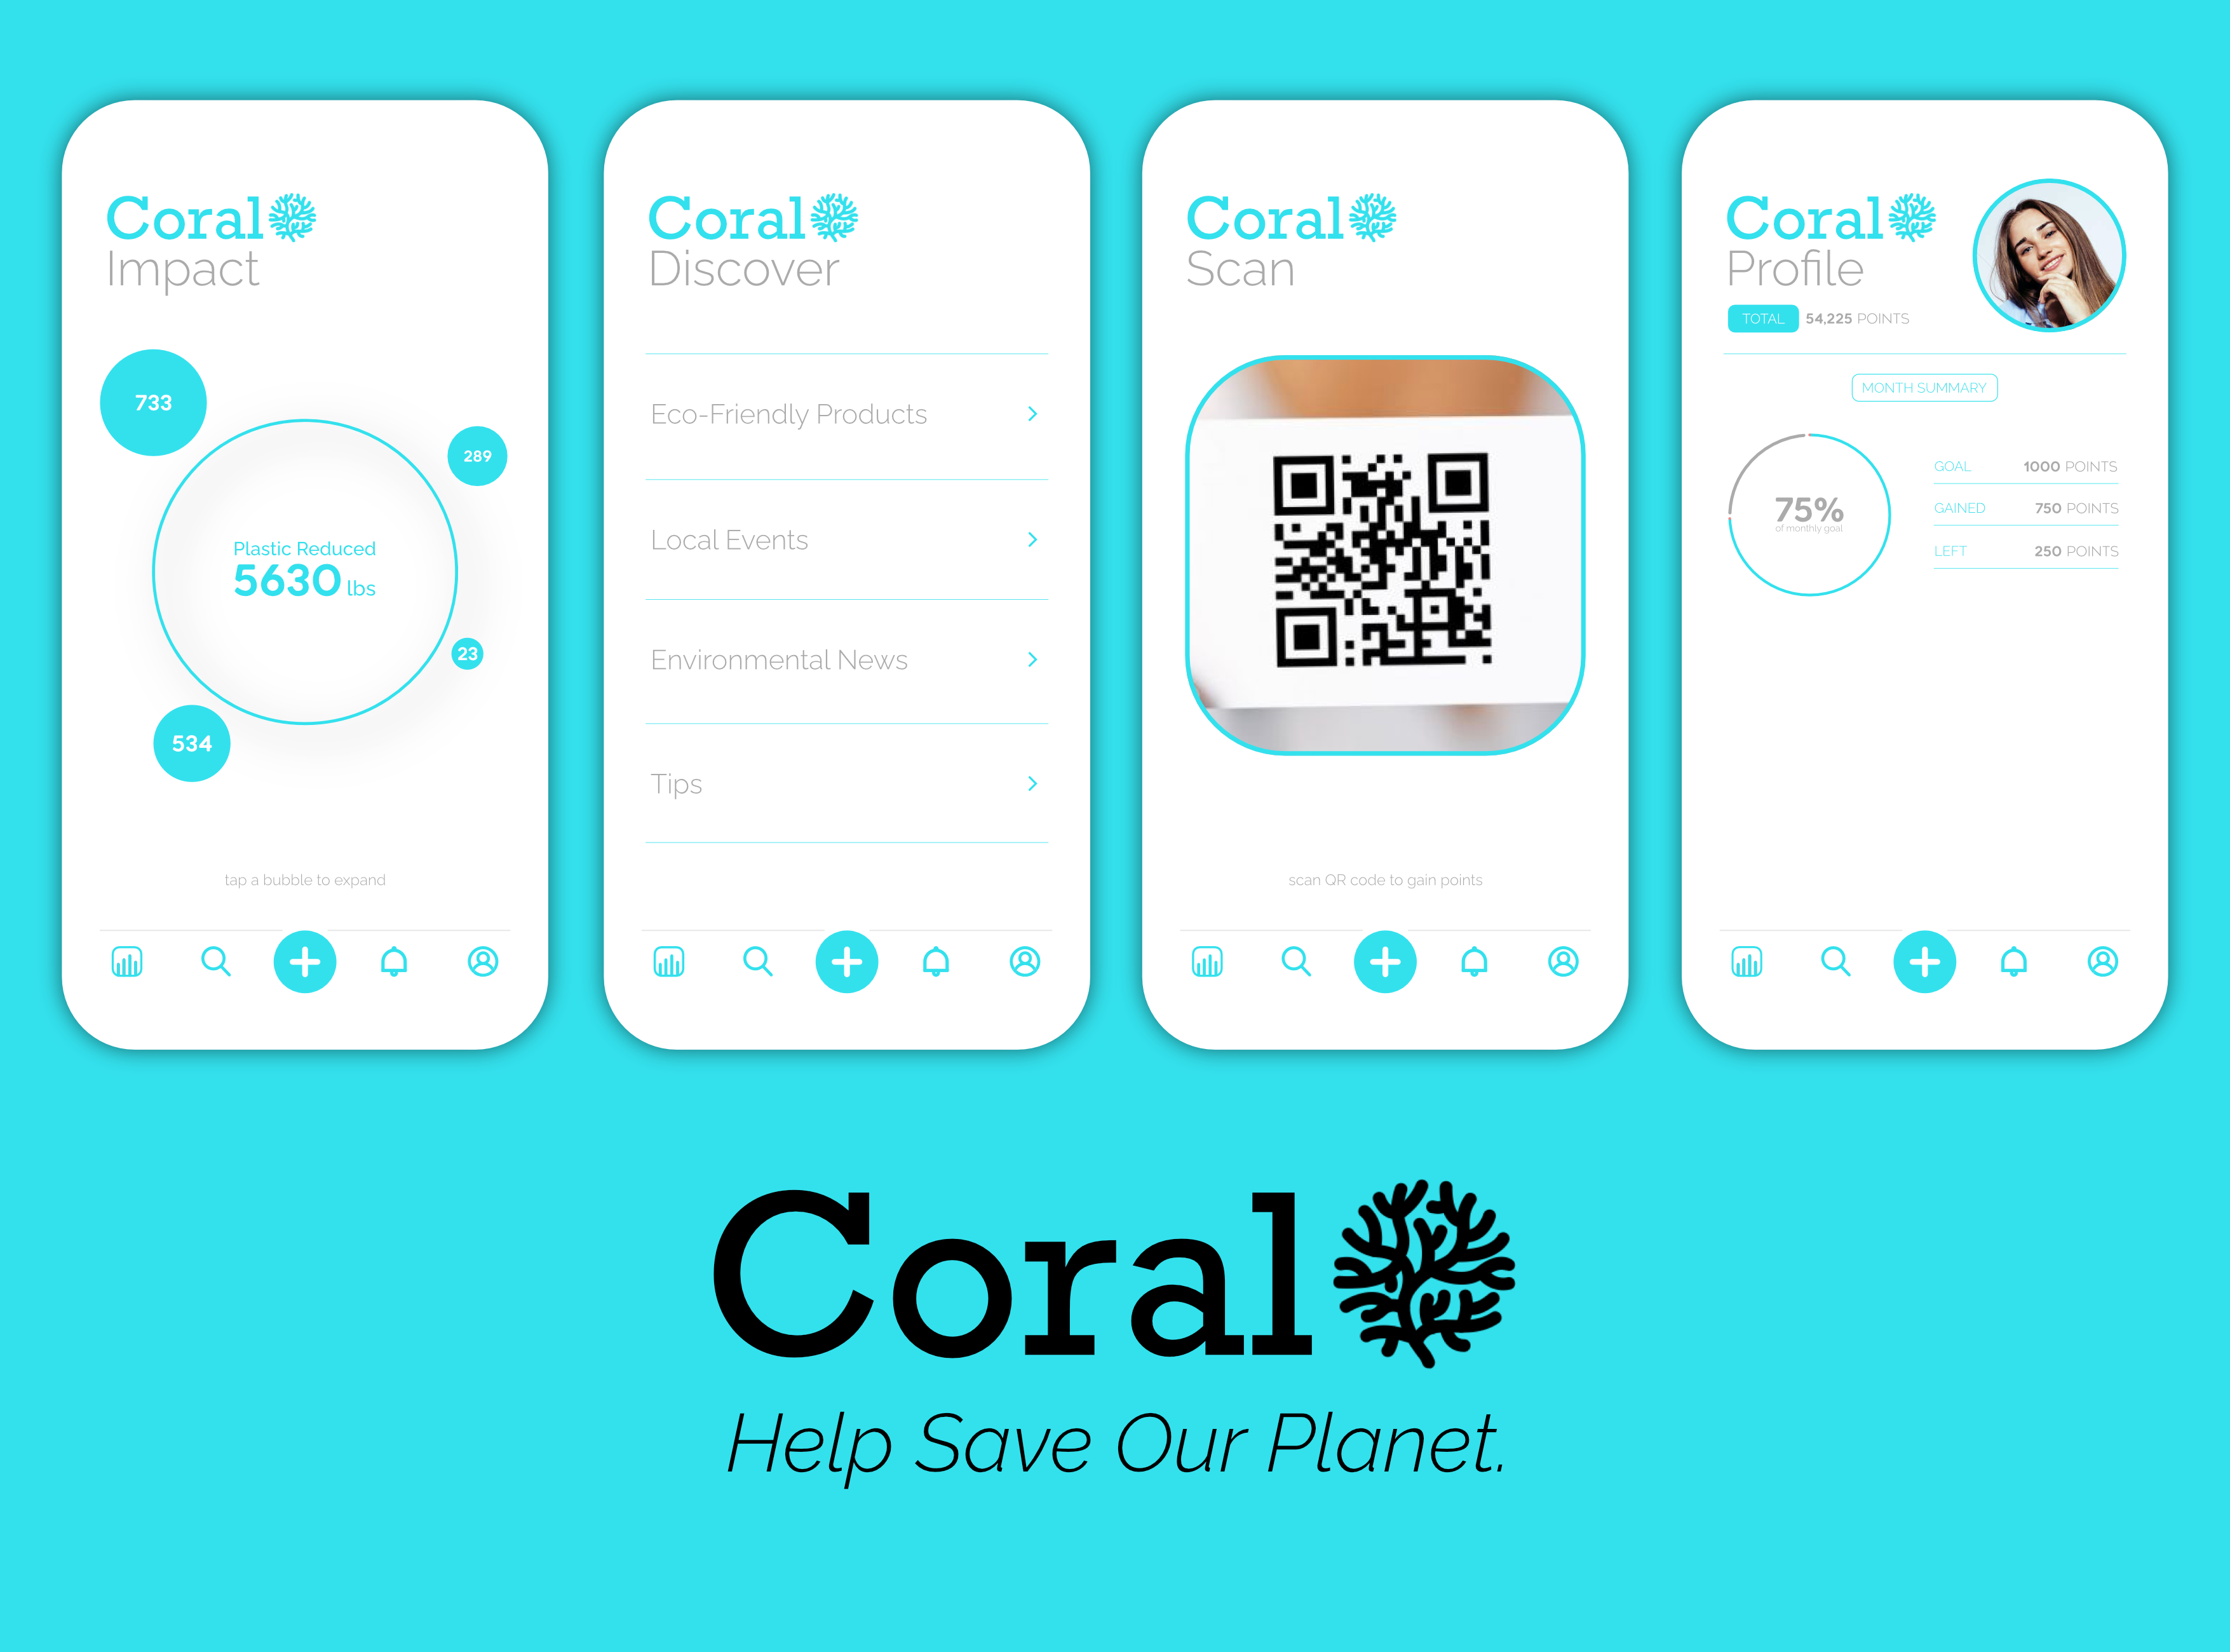 Coral
Impact
733
289
Plastic Reduced
5630 lbs
23
534
tap a bubble to expand
Coral
Discover
Eco-Friendly Products
Local Events
Environmental News
Tips
Coral
Scan
scan QR code to gain points
Coral
Profile
TOTAL 54,225 POINTS
MONTH SUMMARY
75%
of monthly goal
GOAL 1000 POINTS
GAINED 750 POINTS
LEFT 250 POINTS
Coral
Help Save Our Planet.